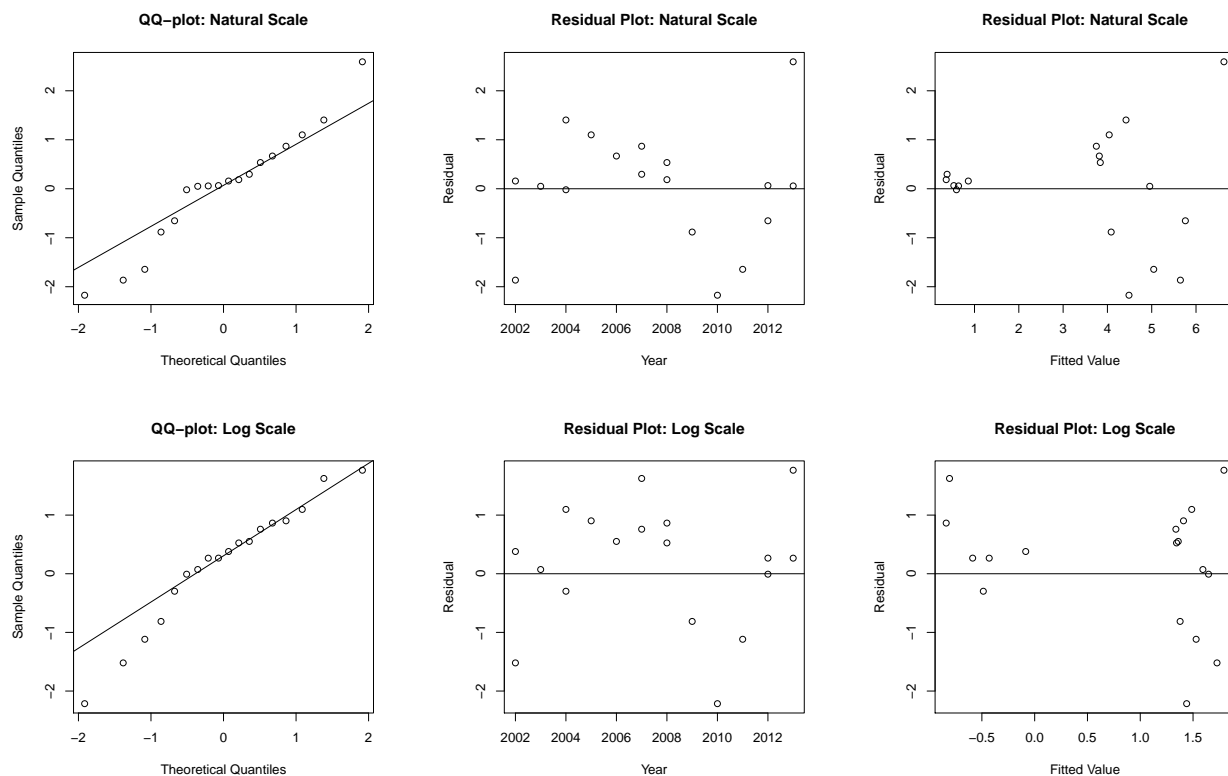 QQ−plot: Natural Scale
Sample Quantiles
2
1
0
−1
−2
−2 −1 0 1 2
Theoretical Quantiles
Residual Plot: Natural Scale
Residual
2
1
0
−1
−2
2002 2004 2006 2008 2010 2012
Year
Residual Plot: Natural Scale
Residual
2
1
0
−1
−2
1 2 3 4 5 6
Fitted Value
QQ−plot: Log Scale
Sample Quantiles
1
0
−1
−2
−2 −1 0 1 2
Theoretical Quantiles
Residual Plot: Log Scale
Residual
1
0
−1
−2
2002 2004 2006 2008 2010 2012
Year
Residual Plot: Log Scale
Residual
1
0
−1
−2
−0.5 0.0 0.5 1.0 1.5
Fitted Value